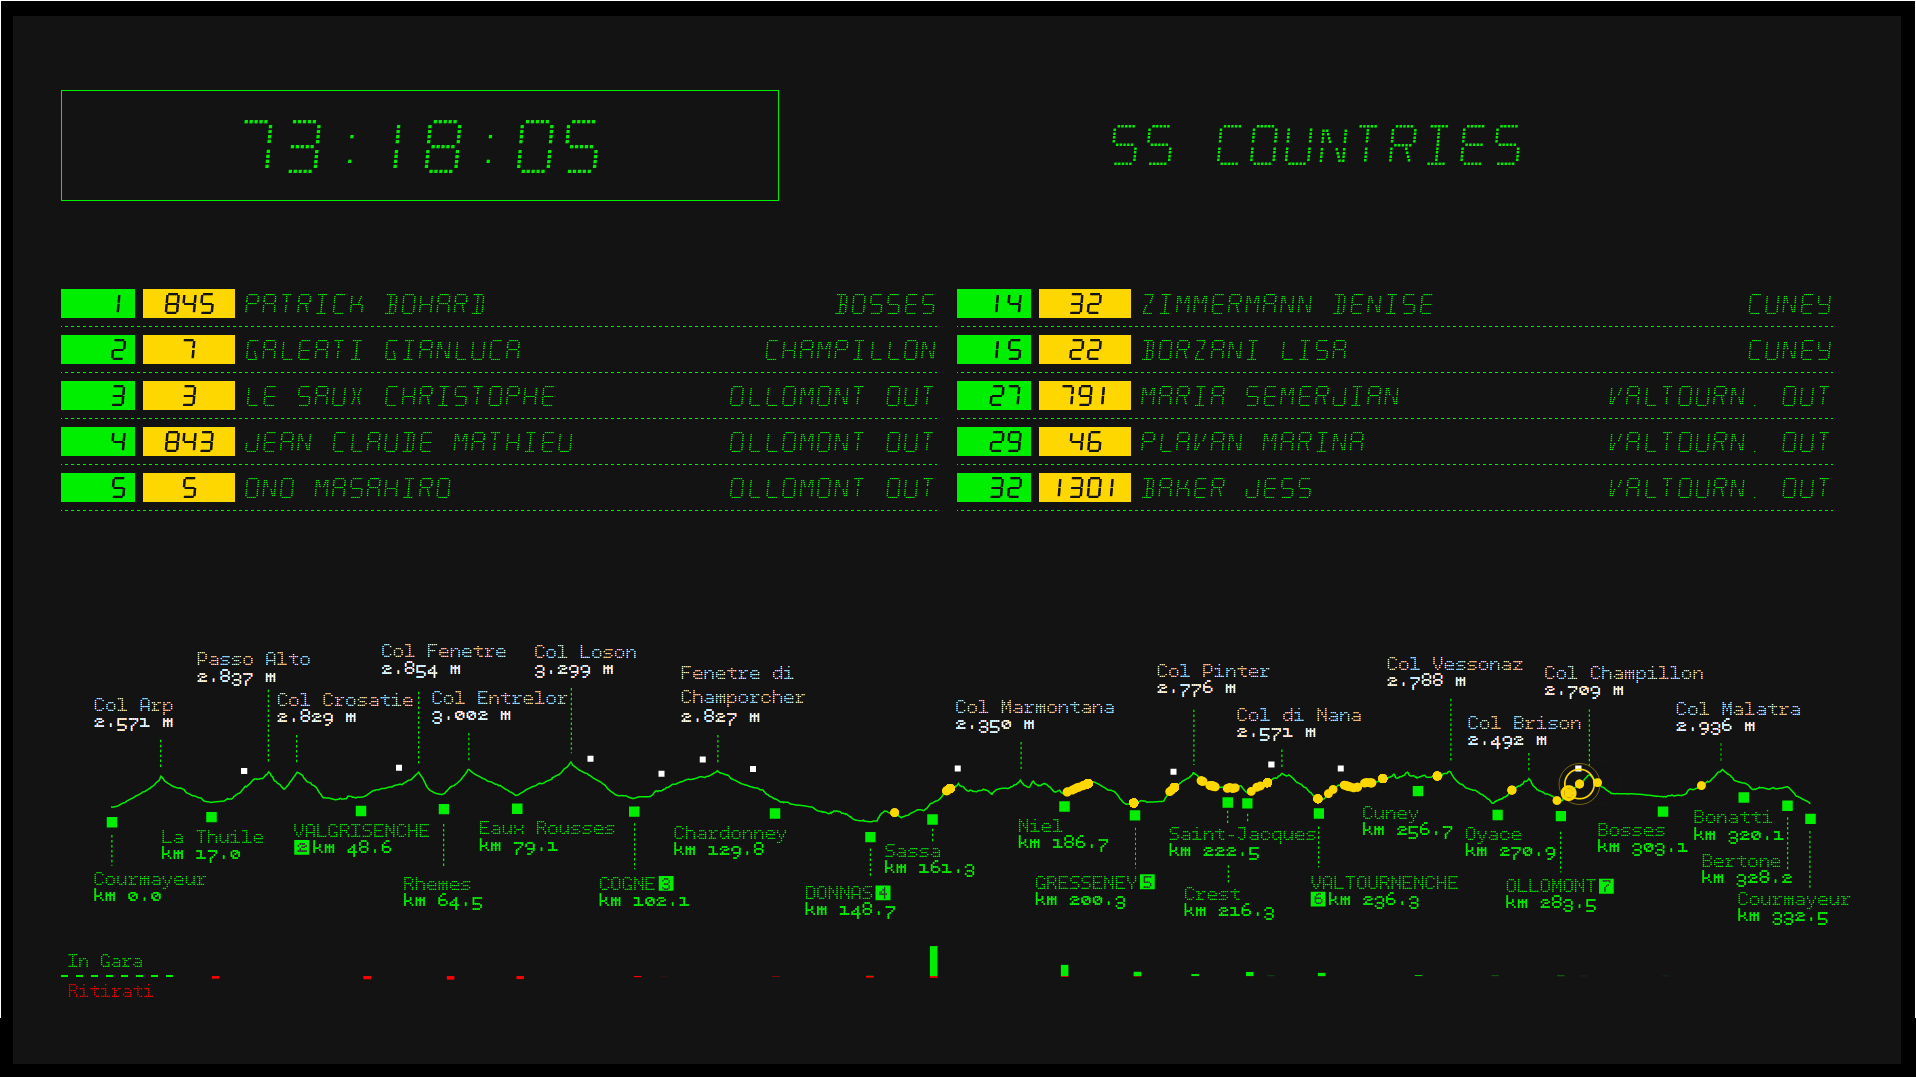 73:18:05
SS COUNTRIES
1 845 PATRICK BOHARD BOSSES
2 7 GALEATI GIANLUCA CHAMPILLON
3 3 LE SAUX CHRISTOPHE OLLOMONT OUT
4 843 JEAN CLAUDE MATHIEU OLLOMONT OUT
5 5 ONO MASAHIRO OLLOMONT OUT
14 32 ZIMMERMANN DENISE CUNEY
15 22 BORZANI LISA CUNEY
27 791 MARIA SEMERJIAN VALTOURN. OUT
29 46 PLAVAN MARINA VALTOURN. OUT
32 1301 BAKER JESS VALTOURN. OUT
Col Arp
2.571 m
Passo Alto
2.837 m
Col Crosatie
2.829 m
Col Fenetre
2.854 m
Col Entrelor
3.002 m
Col Loson
3.299 m
Fenetre di
Champorcher
2.827 m
Col Marmontana
2.350 m
Col Pinter
2.776 m
Col di Nana
2.571 m
Col Vessonaz
2.788 m
Col Brison
2.492 m
Col Champillon
2.709 m
Col Malatra
2.936 m
Courmayeur
km 0.0
La Thuile
km 17.0
VALGRISENCHE
2 km 48.6
Rhemes
km 64.5
Eaux Rousses
km 79.1
COGNE 3
km 102.1
Chardonney
km 129.8
DONNAS 4
km 148.7
Sassa
km 161.3
Niel
km 186.7
GRESSENEY 5
km 200.3
Saint-Jacques
km 222.5
Crest
km 216.3
VALTOURNENCHE
6 km 236.3
Cuney
km 256.7
Oyace
km 270.9
OLLOMONT 7
km 283.5
Bosses
km 303.1
Bonatti
km 320.1
Bertone
km 328.2
Courmayeur
km 332.5
In Gara
Ritirati